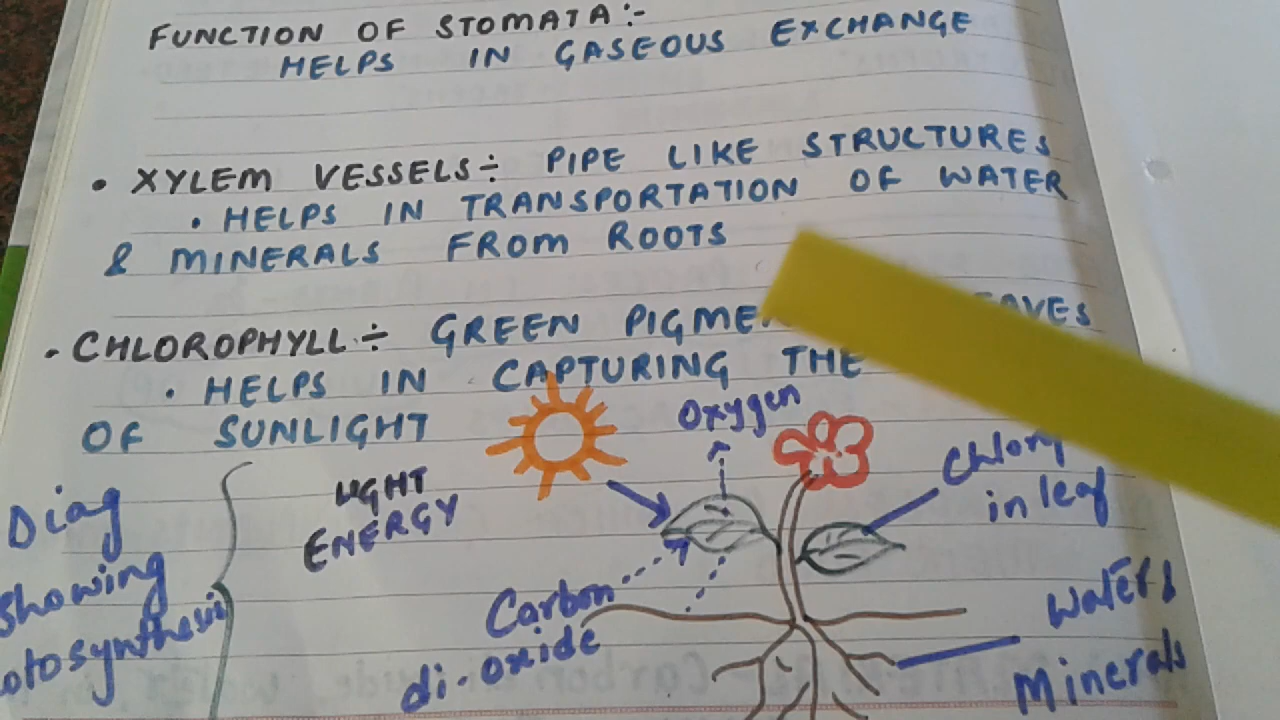 FUNCTION OF STOMATA :-
HELPS IN GASEOUS EXCHANGE
• XYLEM VESSELS ÷ PIPE LIKE STRUCTURES
• HELPS IN TRANSPORTATION OF WATER
& MINERALS FROM ROOTS
• CHLOROPHYLL ÷ GREEN
• HELPS IN CAPTURING THE
OF SUNLIGHT
Oxygen
LIGHT
ENERGY
in leaf
Diag
Showing
Carbon
di-oxide
Water &
Minerals